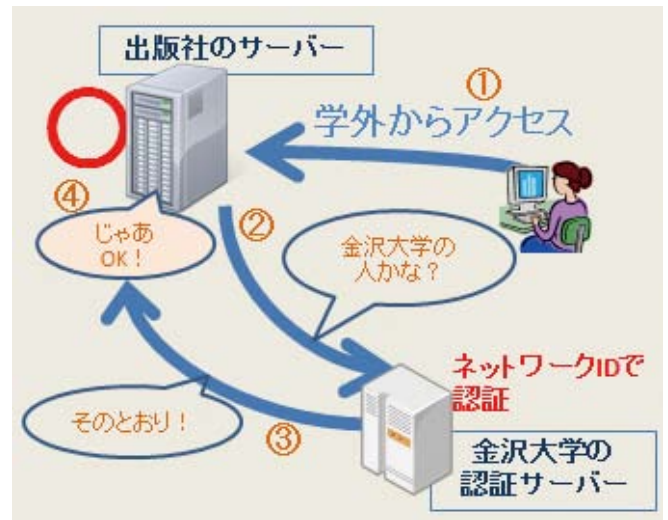 出版社のサーバー
①
学外からアクセス
④
じゃあ
OK！
②
金沢大学の
人かな？
ネットワークIDで
認証
そのとおり！
③
金沢大学の
認証サーバー